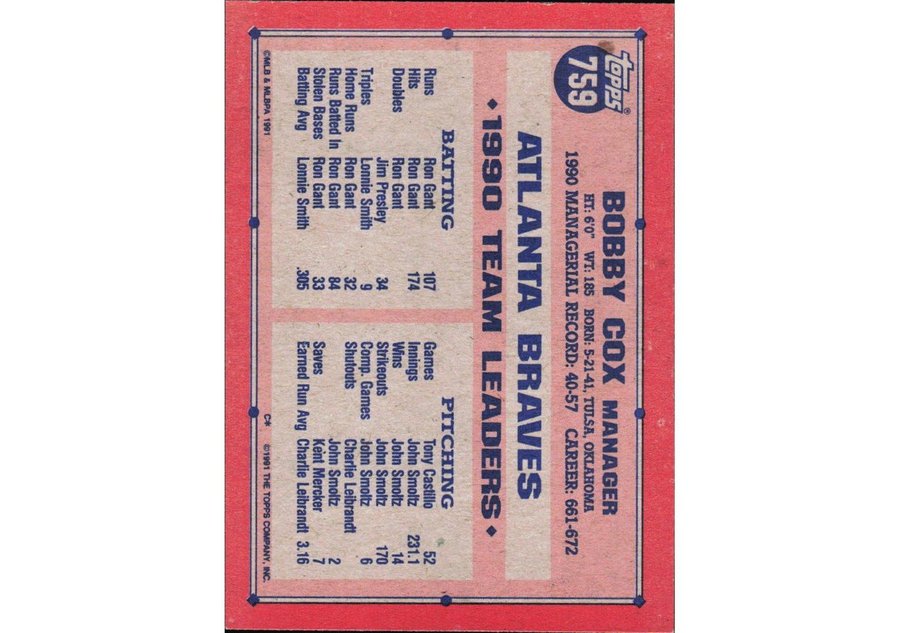 topps®
759
BOBBY COX MANAGER
HT: 6'0" WT: 185 BORN: 5-21-41, TULSA, OKLAHOMA
1990 MANAGERIAL RECORD: 40-57 CAREER: 661-672
ATLANTA BRAVES
• 1990 TEAM LEADERS •
BATTING
Runs Ron Gant 107
Hits Ron Gant 174
Doubles Ron Gant
Jim Presley 34
Triples Lonnie Smith 9
Home Runs Ron Gant 32
Runs Batted In Ron Gant 84
Stolen Bases Ron Gant 33
Batting Avg Lonnie Smith .305
PITCHING
Games Tony Castillo 52
Innings John Smoltz 231.1
Wins John Smoltz 14
Strikeouts John Smoltz 170
Comp. Games John Smoltz 6
Shutouts Charlie Leibrandt
John Smoltz 2
Saves Kent Mercker 7
Earned Run Avg Charlie Leibrandt 3.16
©MLB & MLBPA 1991 C* ©1991 THE TOPPS COMPANY, INC.